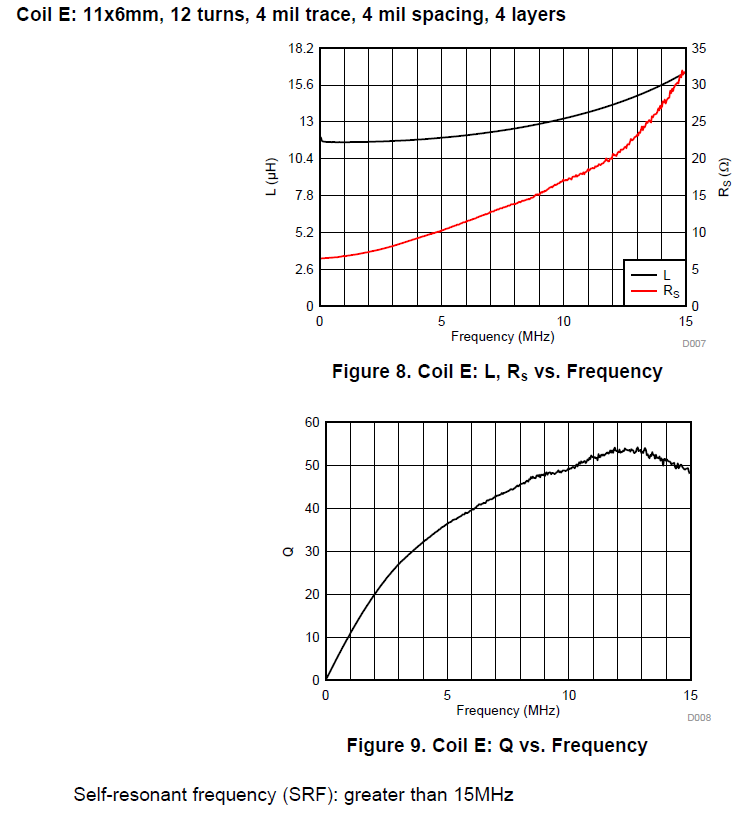 Coil E: 11x6mm, 12 turns, 4 mil trace, 4 mil spacing, 4 layers
18.2
15.6
13
10.4
7.8
5.2
2.6
0
L (µH)
35
30
25
20
15
10
5
0
RS (Ω)
L
RS
0
5
10
15
Frequency (MHz)
D007
Figure 8. Coil E: L, RS vs. Frequency
60
50
40
30
20
10
0
Q
0
5
10
15
Frequency (MHz)
D008
Figure 9. Coil E: Q vs. Frequency
Self-resonant frequency (SRF): greater than 15MHz